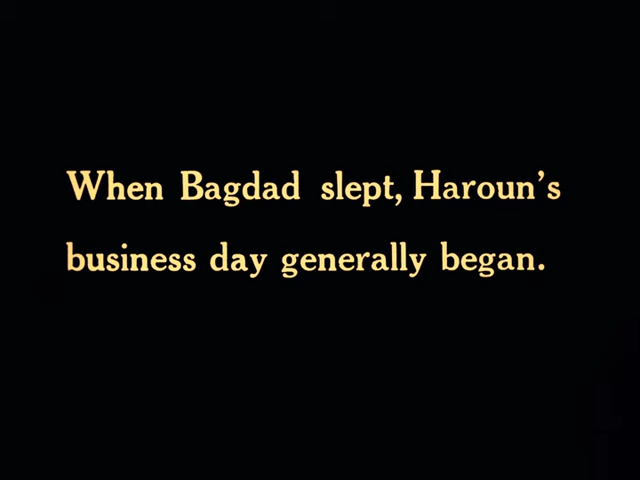 When Bagdad slept, Haroun's
business day generally began.